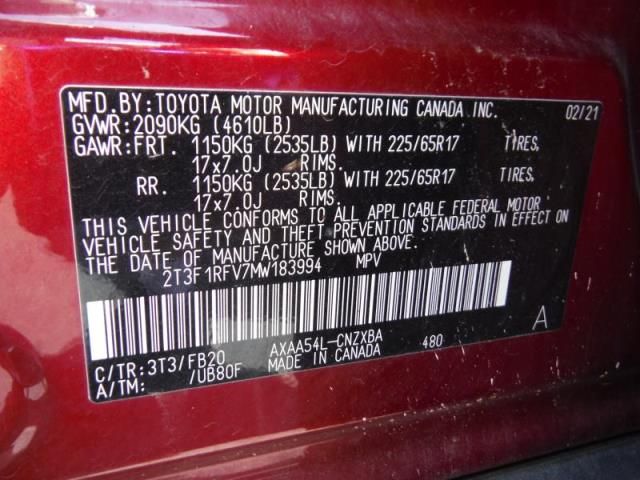 MFD.BY:TOYOTA MOTOR MANUFACTURING CANADA INC. 02/21
GVWR:2090KG (4610LB)
GAWR:FRT. 1150KG (2535LB) WITH 225/65R17 TIRES,
17x7.0J RIMS.
RR. 1150KG (2535LB) WITH 225/65R17 TIRES,
17x7.0J RIMS.
THIS VEHICLE CONFORMS TO ALL APPLICABLE FEDERAL MOTOR
VEHICLE SAFETY AND THEFT PREVENTION STANDARDS IN EFFECT ON
THE DATE OF MANUFACTURE SHOWN ABOVE.
2T3F1RFV7MW183994 MPV
A
C/TR:3T3/FB20 AXAA54L-CNZXBA 480
A/TM: /UB80F MADE IN CANADA